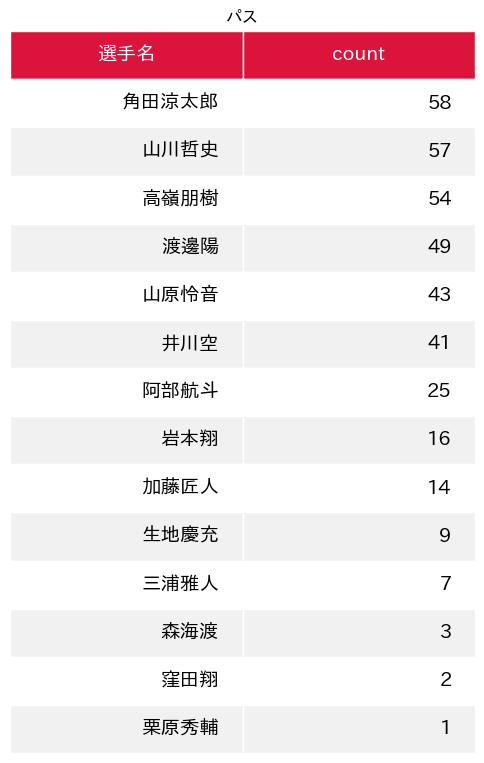 パス
選手名 count
角田涼太郎 58
山川哲史 57
高嶺朋樹 54
渡邊陽 49
山原怜音 43
井川空 41
阿部航斗 25
岩本翔 16
加藤匠人 14
生地慶充 9
三浦雅人 7
森海渡 3
窪田翔 2
栗原秀輔 1